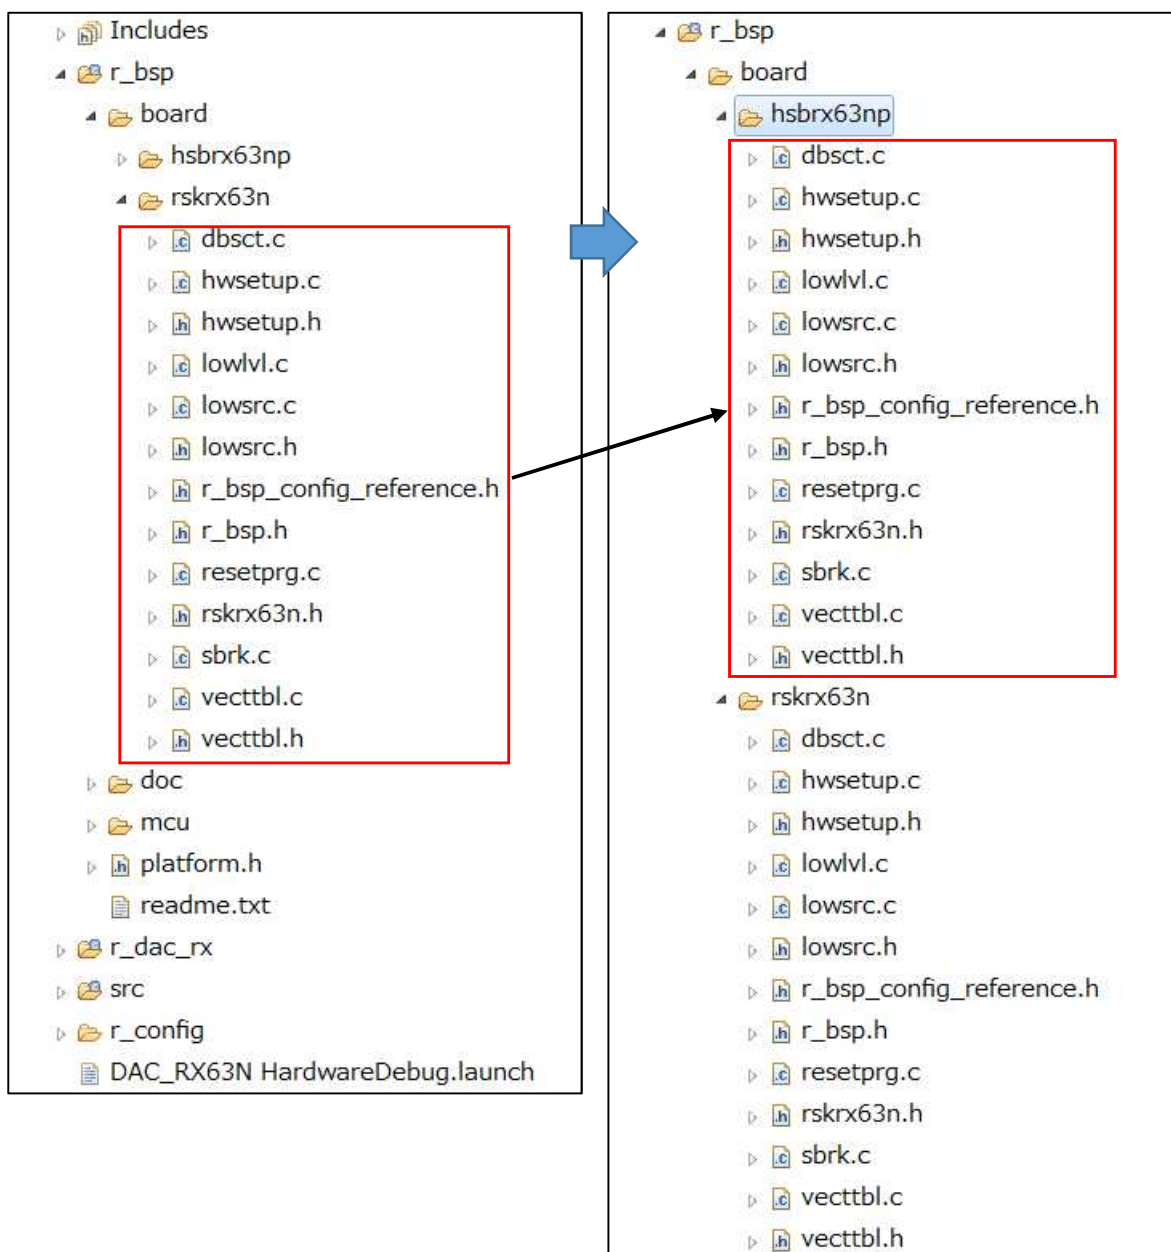 Includes
r_bsp
board
hsbrx63np
rskrx63n
dbsct.c
hwsetup.c
hwsetup.h
lowlvl.c
lowsrc.c
lowsrc.h
r_bsp_config_reference.h
r_bsp.h
resetprg.c
rskrx63n.h
sbrk.c
vecttbl.c
vecttbl.h
doc
mcu
platform.h
readme.txt
r_dac_rx
src
r_config
DAC_RX63N HardwareDebug.launch
r_bsp
board
hsbrx63np
dbsct.c
hwsetup.c
hwsetup.h
lowlvl.c
lowsrc.c
lowsrc.h
r_bsp_config_reference.h
r_bsp.h
resetprg.c
rskrx63n.h
sbrk.c
vecttbl.c
vecttbl.h
rskrx63n
dbsct.c
hwsetup.c
hwsetup.h
lowlvl.c
lowsrc.c
lowsrc.h
r_bsp_config_reference.h
r_bsp.h
resetprg.c
rskrx63n.h
sbrk.c
vecttbl.c
vecttbl.h